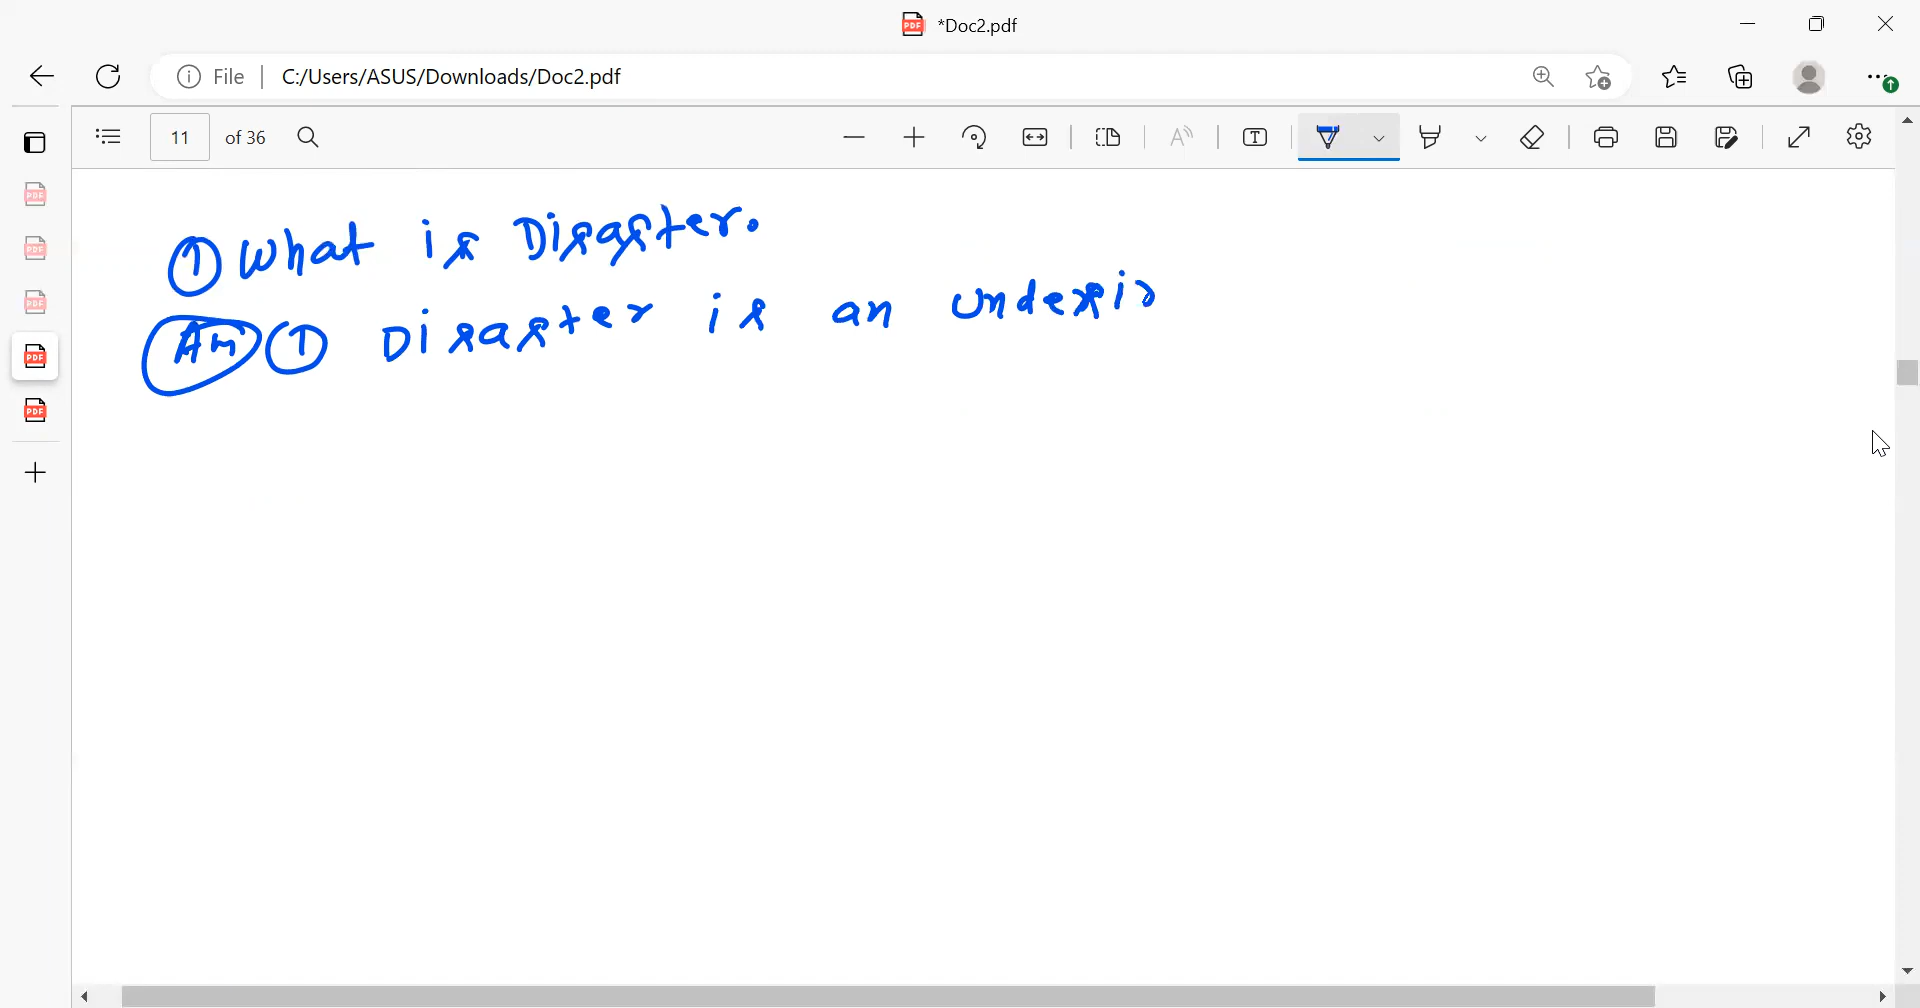 *Doc2.pdf
File | C:/Users/ASUS/Downloads/Doc2.pdf
11 of 36
① What is Disaster.
Ans ① Disaster is an undesi